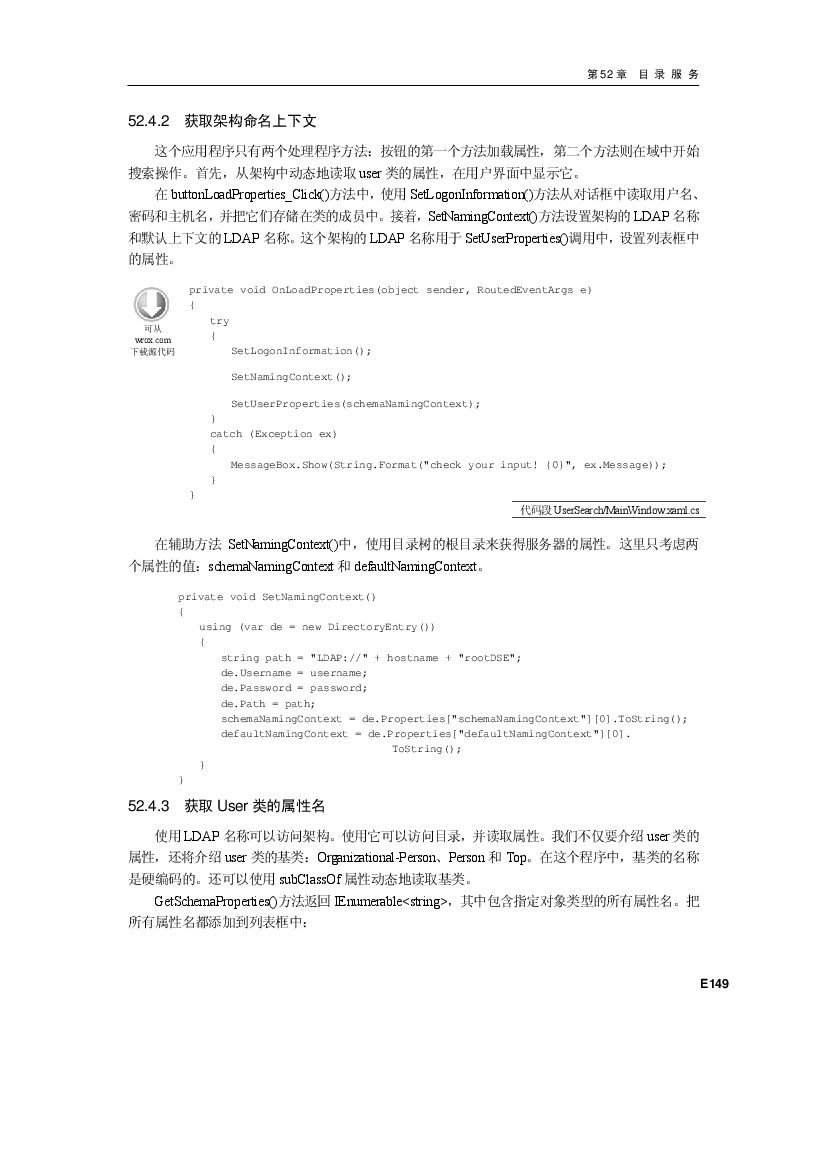 第52章 目 录 服 务
52.4.2 获取架构命名上下文
这个应用程序只有两个处理程序方法：按钮的第一个方法加载属性，第二个方法则在域中开始
搜索操作。首先，从架构中动态地读取 user 类的属性，在用户界面中显示它。
在 buttonLoadProperties_Click()方法中，使用 SetLogonInformation()方法从对话框中读取用户名、
密码和主机名，并把它们存储在类的成员中。接着，SetNamingContext()方法设置架构的 LDAP 名称
和默认上下文的 LDAP 名称。这个架构的 LDAP 名称用于 SetUserProperties()调用中，设置列表框中
的属性。
private void OnLoadProperties(object sender, RoutedEventArgs e)
{
try
{
SetLogonInformation();
SetNamingContext();
SetUserProperties(schemaNamingContext);
}
catch (Exception ex)
{
MessageBox.Show(String.Format("check your input! {0}", ex.Message));
}
}
可从
wrox.com
下载源代码
代码段 UserSearch/MainWindow.xaml.cs
在辅助方法 SetNamingContext()中，使用目录树的根目录来获得服务器的属性。这里只考虑两
个属性的值：schemaNamingContext 和 defaultNamingContext。
private void SetNamingContext()
{
using (var de = new DirectoryEntry())
{
string path = "LDAP://" + hostname + "rootDSE";
de.Username = username;
de.Password = password;
de.Path = path;
schemaNamingContext = de.Properties["schemaNamingContext"][0].ToString();
defaultNamingContext = de.Properties["defaultNamingContext"][0].
ToString();
}
}
52.4.3 获取 User 类的属性名
使用 LDAP 名称可以访问架构。使用它可以访问目录，并读取属性。我们不仅要介绍 user 类的
属性，还将介绍 user 类的基类：Organizational-Person、Person 和 Top。在这个程序中，基类的名称
是硬编码的。还可以使用 subClassOf 属性动态地读取基类。
GetSchemaProperties()方法返回 IEnumerable<string>，其中包含指定对象类型的所有属性名。把
所有属性名都添加到列表框中：
E149